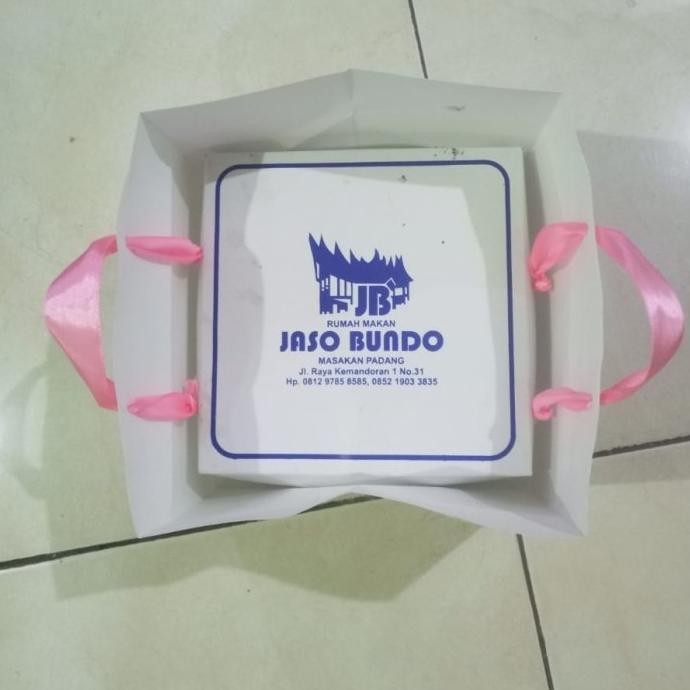 JB
RUMAH MAKAN
JASO BUNDO
MASAKAN PADANG
Jl. Raya Kemandoran 1 No.31
Hp. 0812 9785 8585, 0852 1903 3835